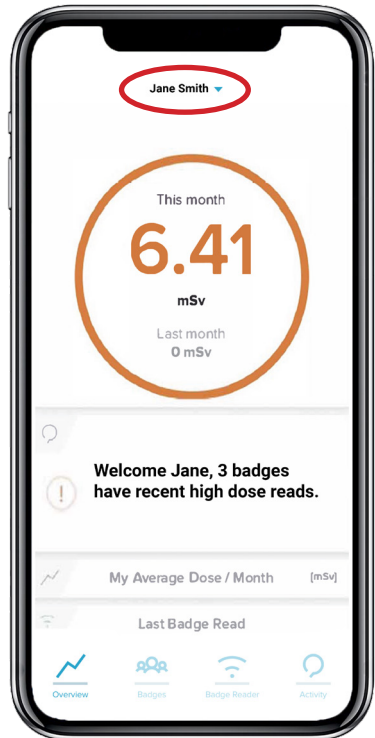 Jane Smith
This month
6.41
mSv
Last month
0 mSv
Welcome Jane, 3 badges
have recent high dose reads.
My Average Dose / Month [mSv]
Last Badge Read
Overview Badges Badge Reader Activity